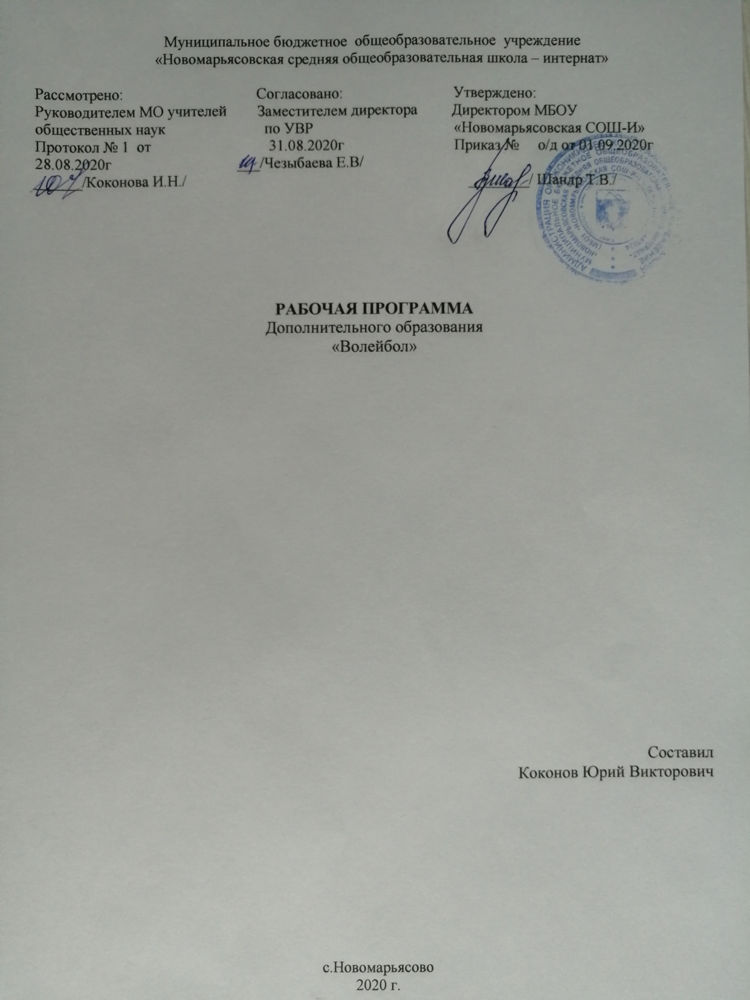 Муниципальное бюджетное общеобразовательное учреждение
«Новомарьясовская средняя общеобразовательная школа – интернат»
Рассмотрено:
Руководителем МО учителей
общественных наук
Протокол № 1 от
28.08.2020г
/Коконова И.Н./
Согласовано:
Заместителем директора
по УВР
31.08.2020г
/Чезыбаева Е.В/
Утверждено:
Директором МБОУ
«Новомарьясовская СОШ-И»
Приказ № о/д от 01.09.2020г
/ Шандр Т.В./
РАБОЧАЯ ПРОГРАММА
Дополнительного образования
«Волейбол»
Составил
Коконов Юрий Викторович
с.Новомарьясово
2020 г.